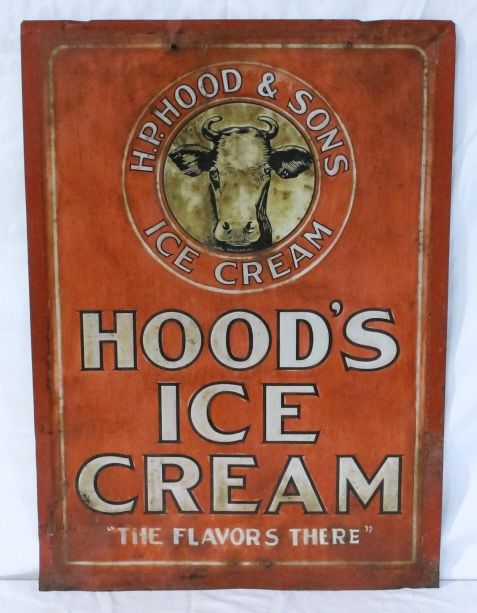 H.P. HOOD & SONS
ICE CREAM
HOOD'S
ICE
CREAM
"THE FLAVORS THERE"